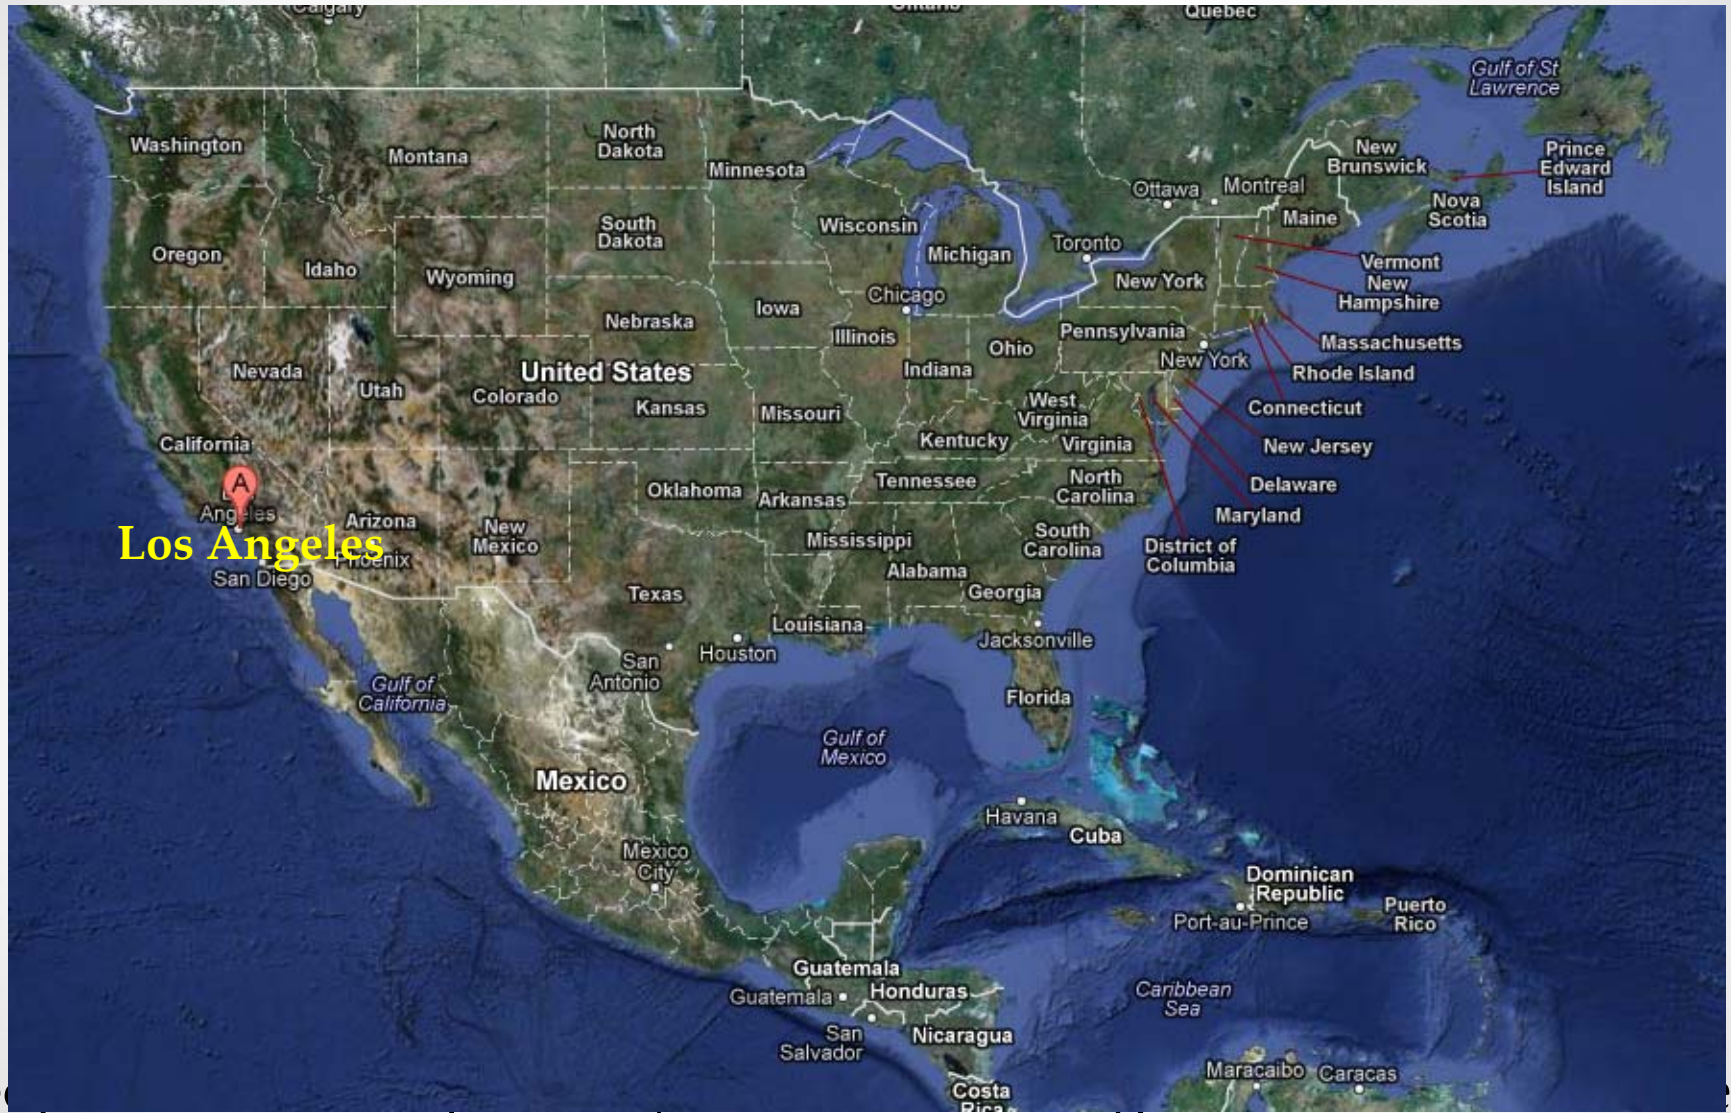 Calgary
Ontario
Quebec
Gulf of St
Lawrence
Washington
Montana
North
Dakota
Minnesota
New
Brunswick
Prince
Edward
Island
Ottawa
Montreal
Nova
Scotia
Maine
Oregon
Idaho
Wyoming
South
Dakota
Wisconsin
Michigan
Toronto
New York
Vermont
New
Hampshire
Chicago
Iowa
Nebraska
Illinois
Indiana
Ohio
Pennsylvania
New York
Massachusetts
Rhode Island
Connecticut
Nevada
Utah
United States
Colorado
Kansas
Missouri
West
Virginia
Kentucky
Virginia
New Jersey
California
A
Angeles
Los Angeles
San Diego
Arizona
Phoenix
New
Mexico
Oklahoma
Arkansas
Tennessee
North
Carolina
Delaware
Maryland
Mississippi
South
Carolina
District of
Columbia
Alabama
Georgia
Texas
Louisiana
Jacksonville
San
Antonio
Houston
Florida
Gulf of
California
Gulf of
Mexico
Mexico
Havana
Cuba
Mexico
City
Dominican
Republic
Port-au-Prince
Puerto
Rico
Guatemala
Guatemala
Honduras
Caribbean
Sea
San
Salvador
Nicaragua
Maracaibo
Caracas
Costa
Rica